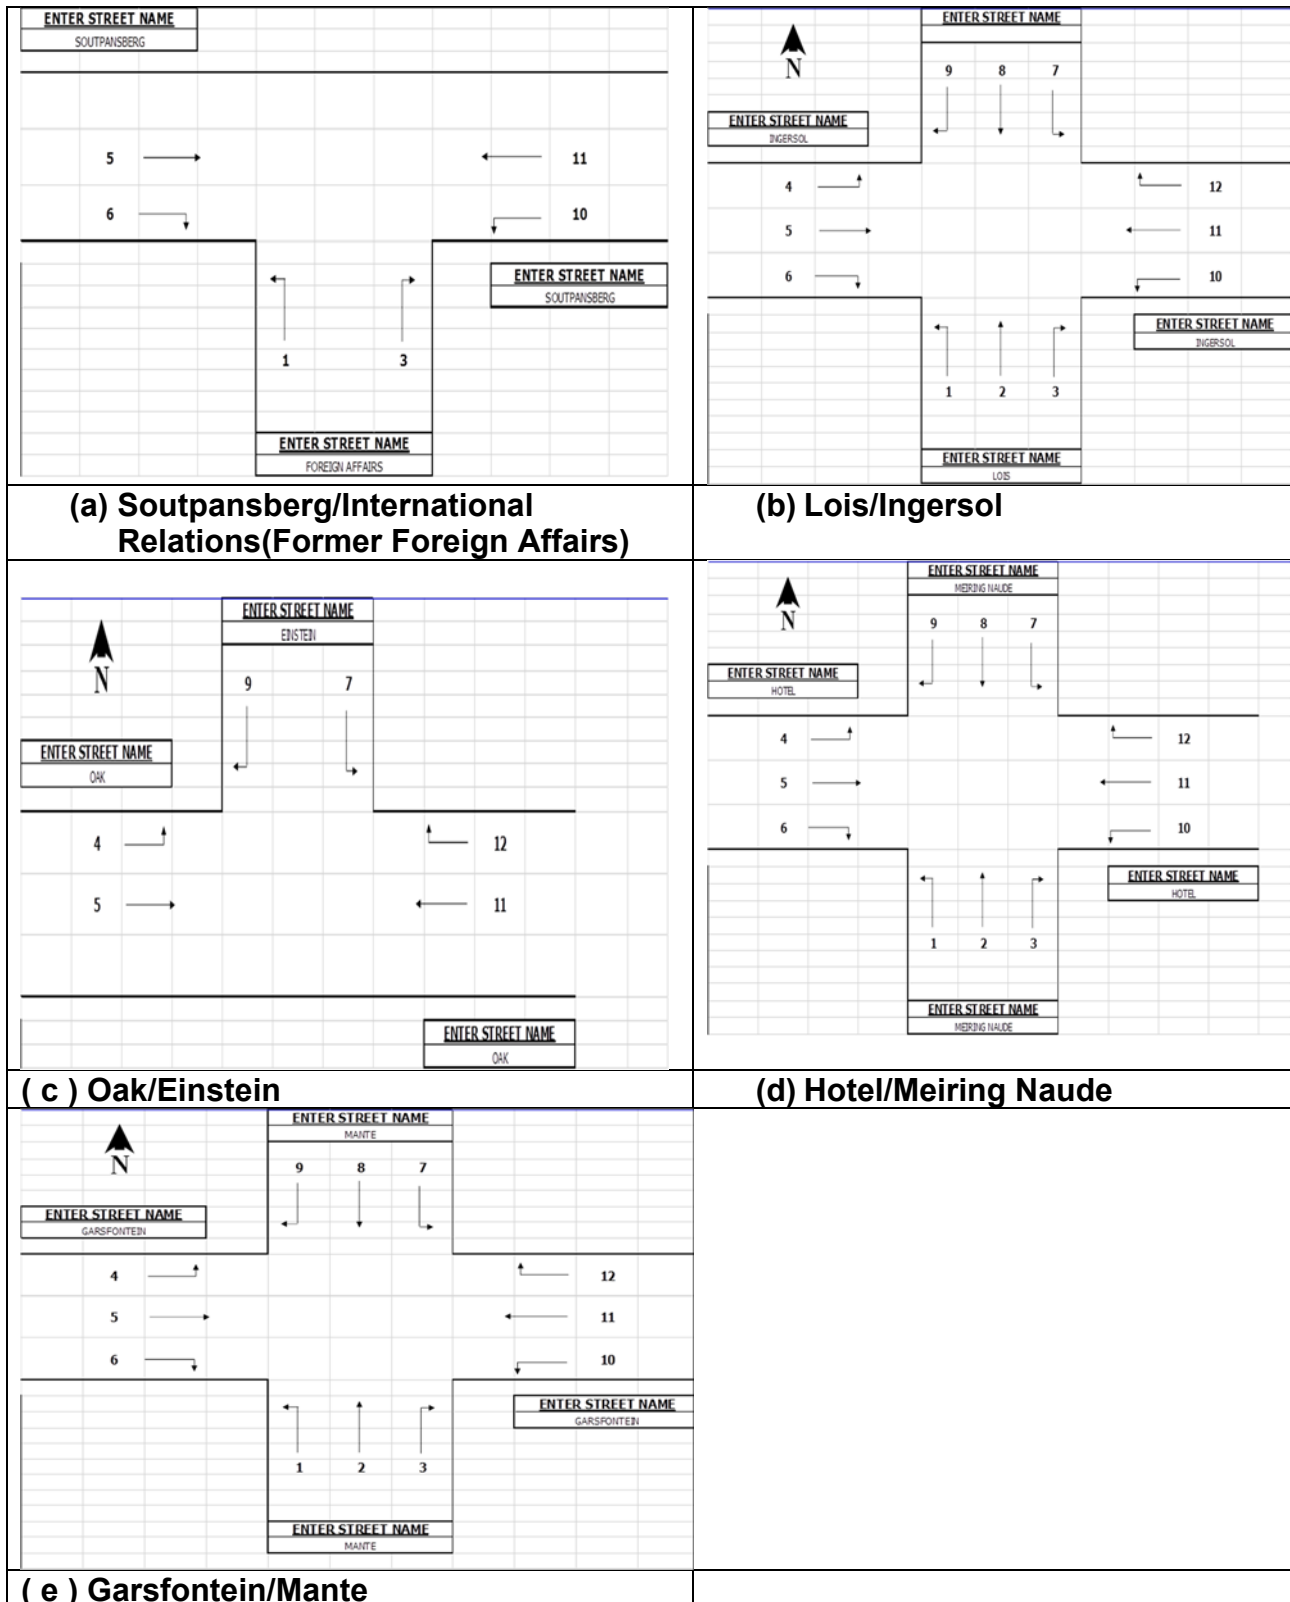 ENTER STREET NAME
SOUTPANSBERG
5
11
6
10
ENTER STREET NAME
SOUTPANSBERG
1
3
ENTER STREET NAME
FOREIGN AFFAIRS
(a) Soutpansberg/International
Relations(Former Foreign Affairs)
ENTER STREET NAME
N
9 8 7
ENTER STREET NAME
INGERSOL
4
12
5
11
6
10
ENTER STREET NAME
INGERSOL
1 2 3
ENTER STREET NAME
LOIS
(b) Lois/Ingersol
ENTER STREET NAME
EINSTEIN
N
9 7
ENTER STREET NAME
OAK
4
12
5
11
ENTER STREET NAME
OAK
( c ) Oak/Einstein
ENTER STREET NAME
MEIRING NAUDE
N
9 8 7
ENTER STREET NAME
HOTEL
4
12
5
11
6
10
ENTER STREET NAME
HOTEL
1 2 3
ENTER STREET NAME
MEIRING NAUDE
(d) Hotel/Meiring Naude
ENTER STREET NAME
MANTE
N
9 8 7
ENTER STREET NAME
GARSFONTEIN
4
12
5
11
6
10
ENTER STREET NAME
GARSFONTEIN
1 2 3
ENTER STREET NAME
MANTE
( e ) Garsfontein/Mante